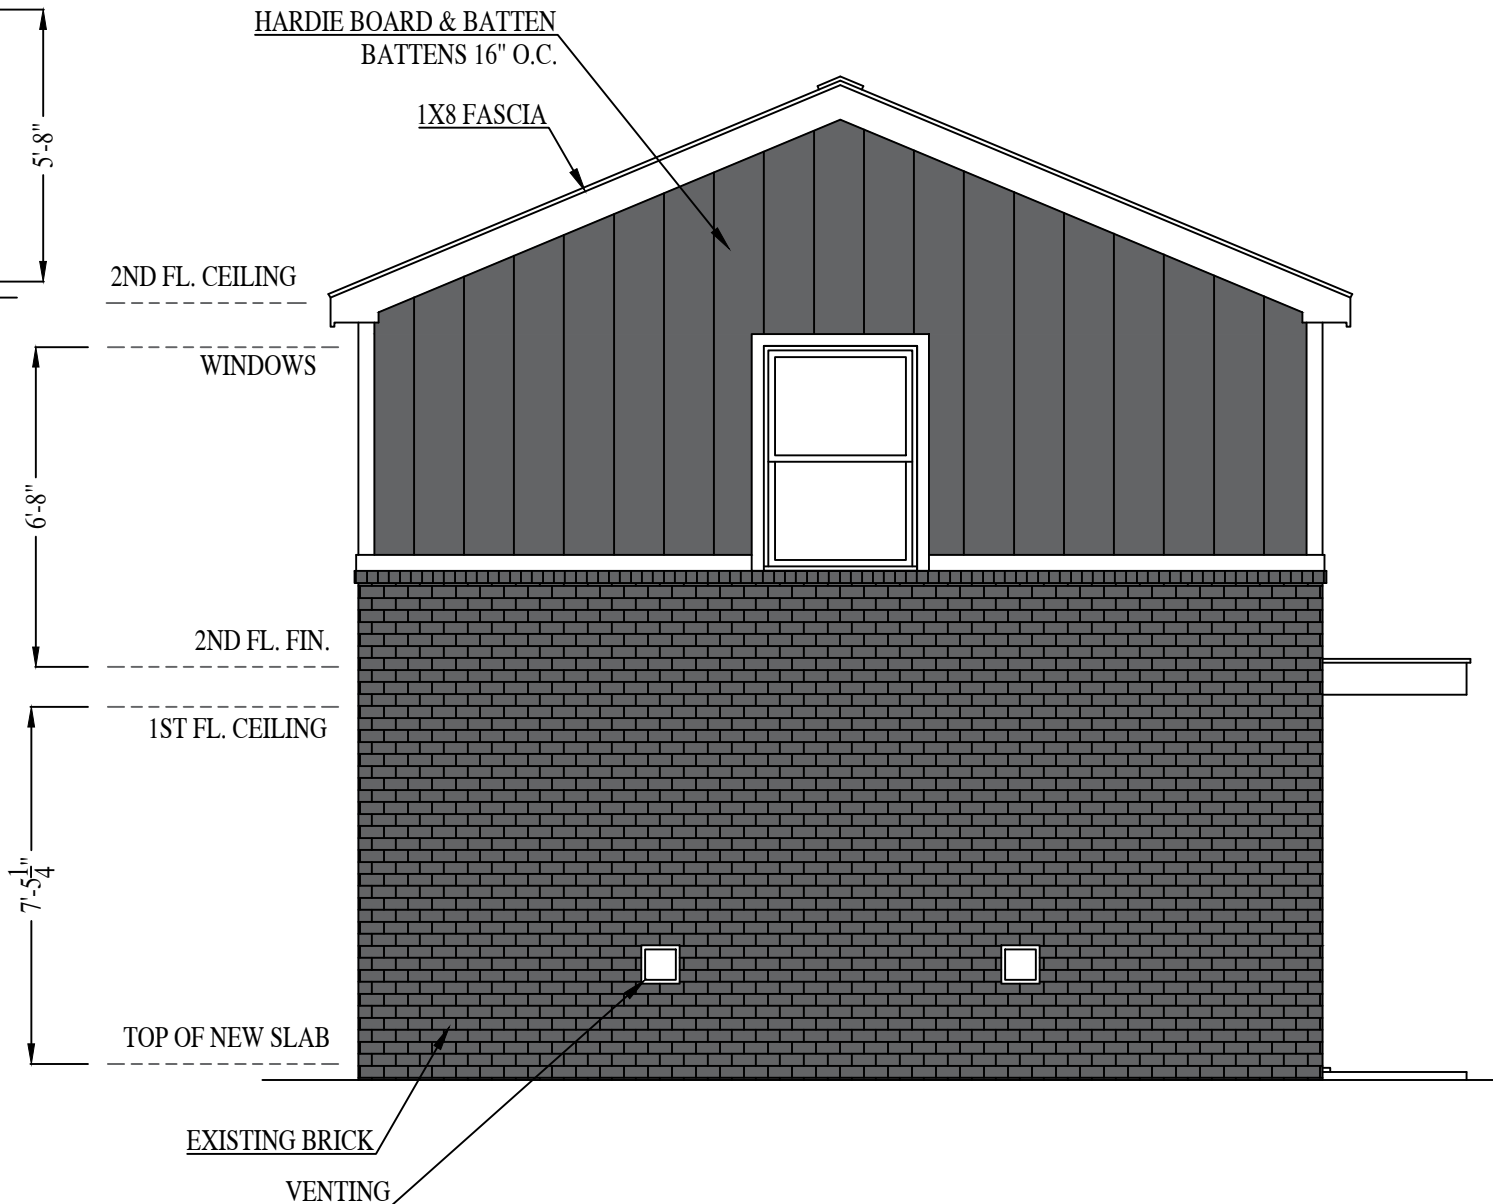 HARDIE BOARD & BATTEN
BATTENS 16" O.C.
1X8 FASCIA
5'-8"
2ND FL. CEILING
WINDOWS
6'-8"
2ND FL. FIN.
1ST FL. CEILING
7'-5 1/4"
TOP OF NEW SLAB
EXISTING BRICK
VENTING